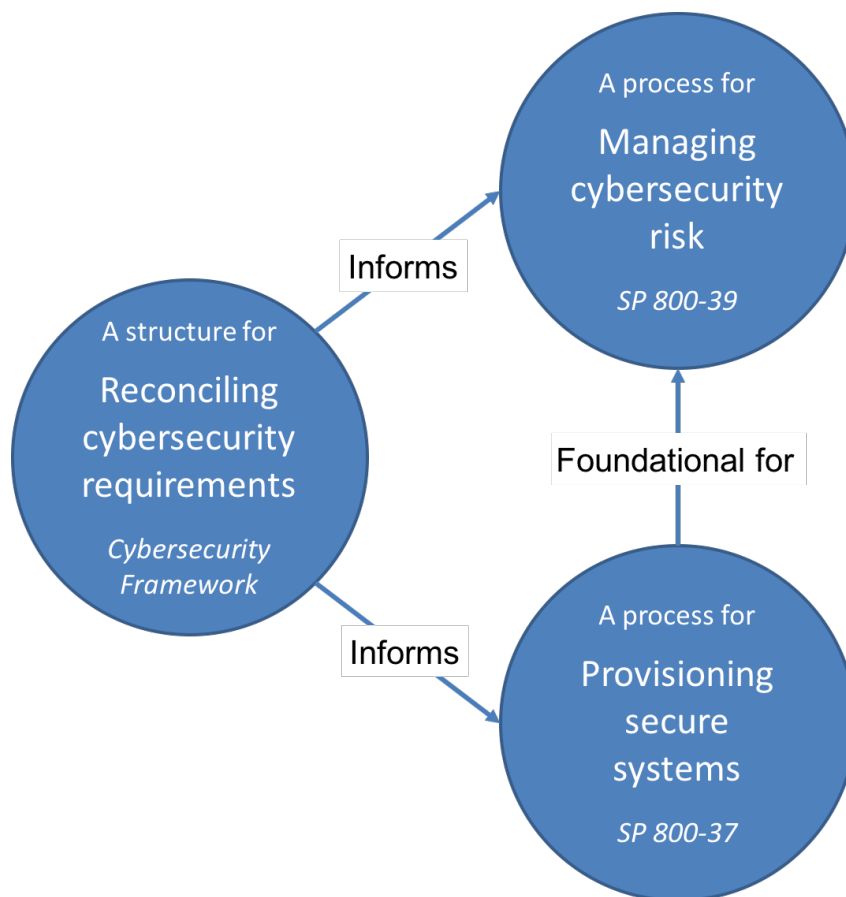 A process for
Managing
cybersecurity
risk
SP 800-39
Informs
A structure for
Reconciling
cybersecurity
requirements
Cybersecurity
Framework
Foundational for
Informs
A process for
Provisioning
secure
systems
SP 800-37